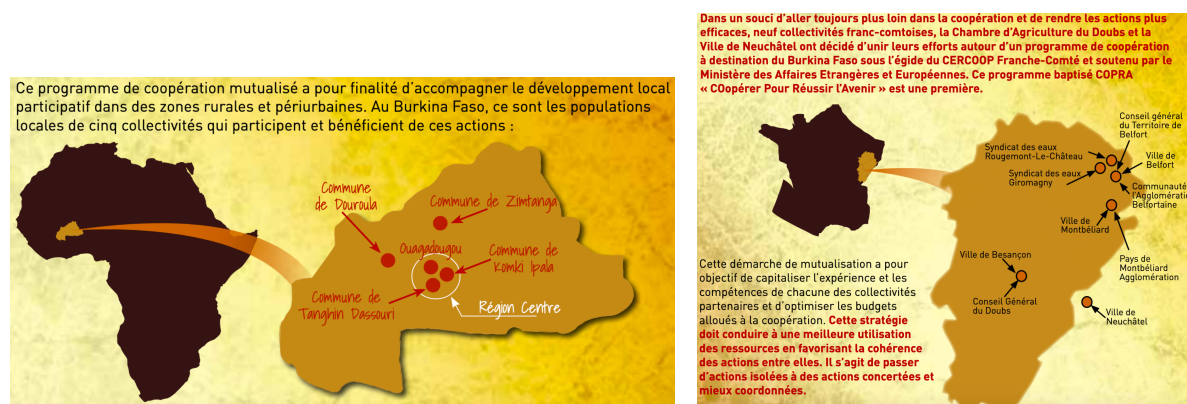 Ce programme de coopération mutualisé a pour finalité d'accompagner le développement local
participatif dans des zones rurales et périurbaines. Au Burkina Faso, ce sont les populations
locales de cinq collectivités qui participent et bénéficient de ces actions :
Commune
de Douroula
Commune de Zimtanga
Ouagadougou
Commune de
Komki Ipala
Commune de
Tanghin Dassouri
Région Centre
Dans un souci d'aller toujours plus loin dans la coopération et de rendre les actions plus
efficaces, neuf collectivités franc-comtoises, la Chambre d'Agriculture du Doubs et la
Ville de Neuchâtel ont décidé d'unir leurs efforts autour d'un programme de coopération
à destination du Burkina Faso sous l'égide du CERCOOP Franche-Comté et soutenu par le
Ministère des Affaires Etrangères et Européennes. Ce programme baptisé COPRA
« COopérer Pour Réussir l'Avenir » est une première.
Conseil général
du Territoire de
Belfort
Syndicat des eaux
Rougemont-Le-Château
Ville de
Belfort
Syndicat des eaux
Giromagny
Communauté
l'Agglomératio
Belfortaine
Ville de
Montbéliard
Pays de
Montbéliard
Agglomération
Ville de Besançon
Conseil Général
du Doubs
Ville de
Neuchâtel
Cette démarche de mutualisation a pour
objectif de capitaliser l'expérience et les
compétences de chacune des collectivités
partenaires et d'optimiser les budgets
alloués à la coopération. Cette stratégie
doit conduire à une meilleure utilisation
des ressources en favorisant la cohérence
des actions entre elles. Il s'agit de passer
d'actions isolées à des actions concertées et
mieux coordonnées.